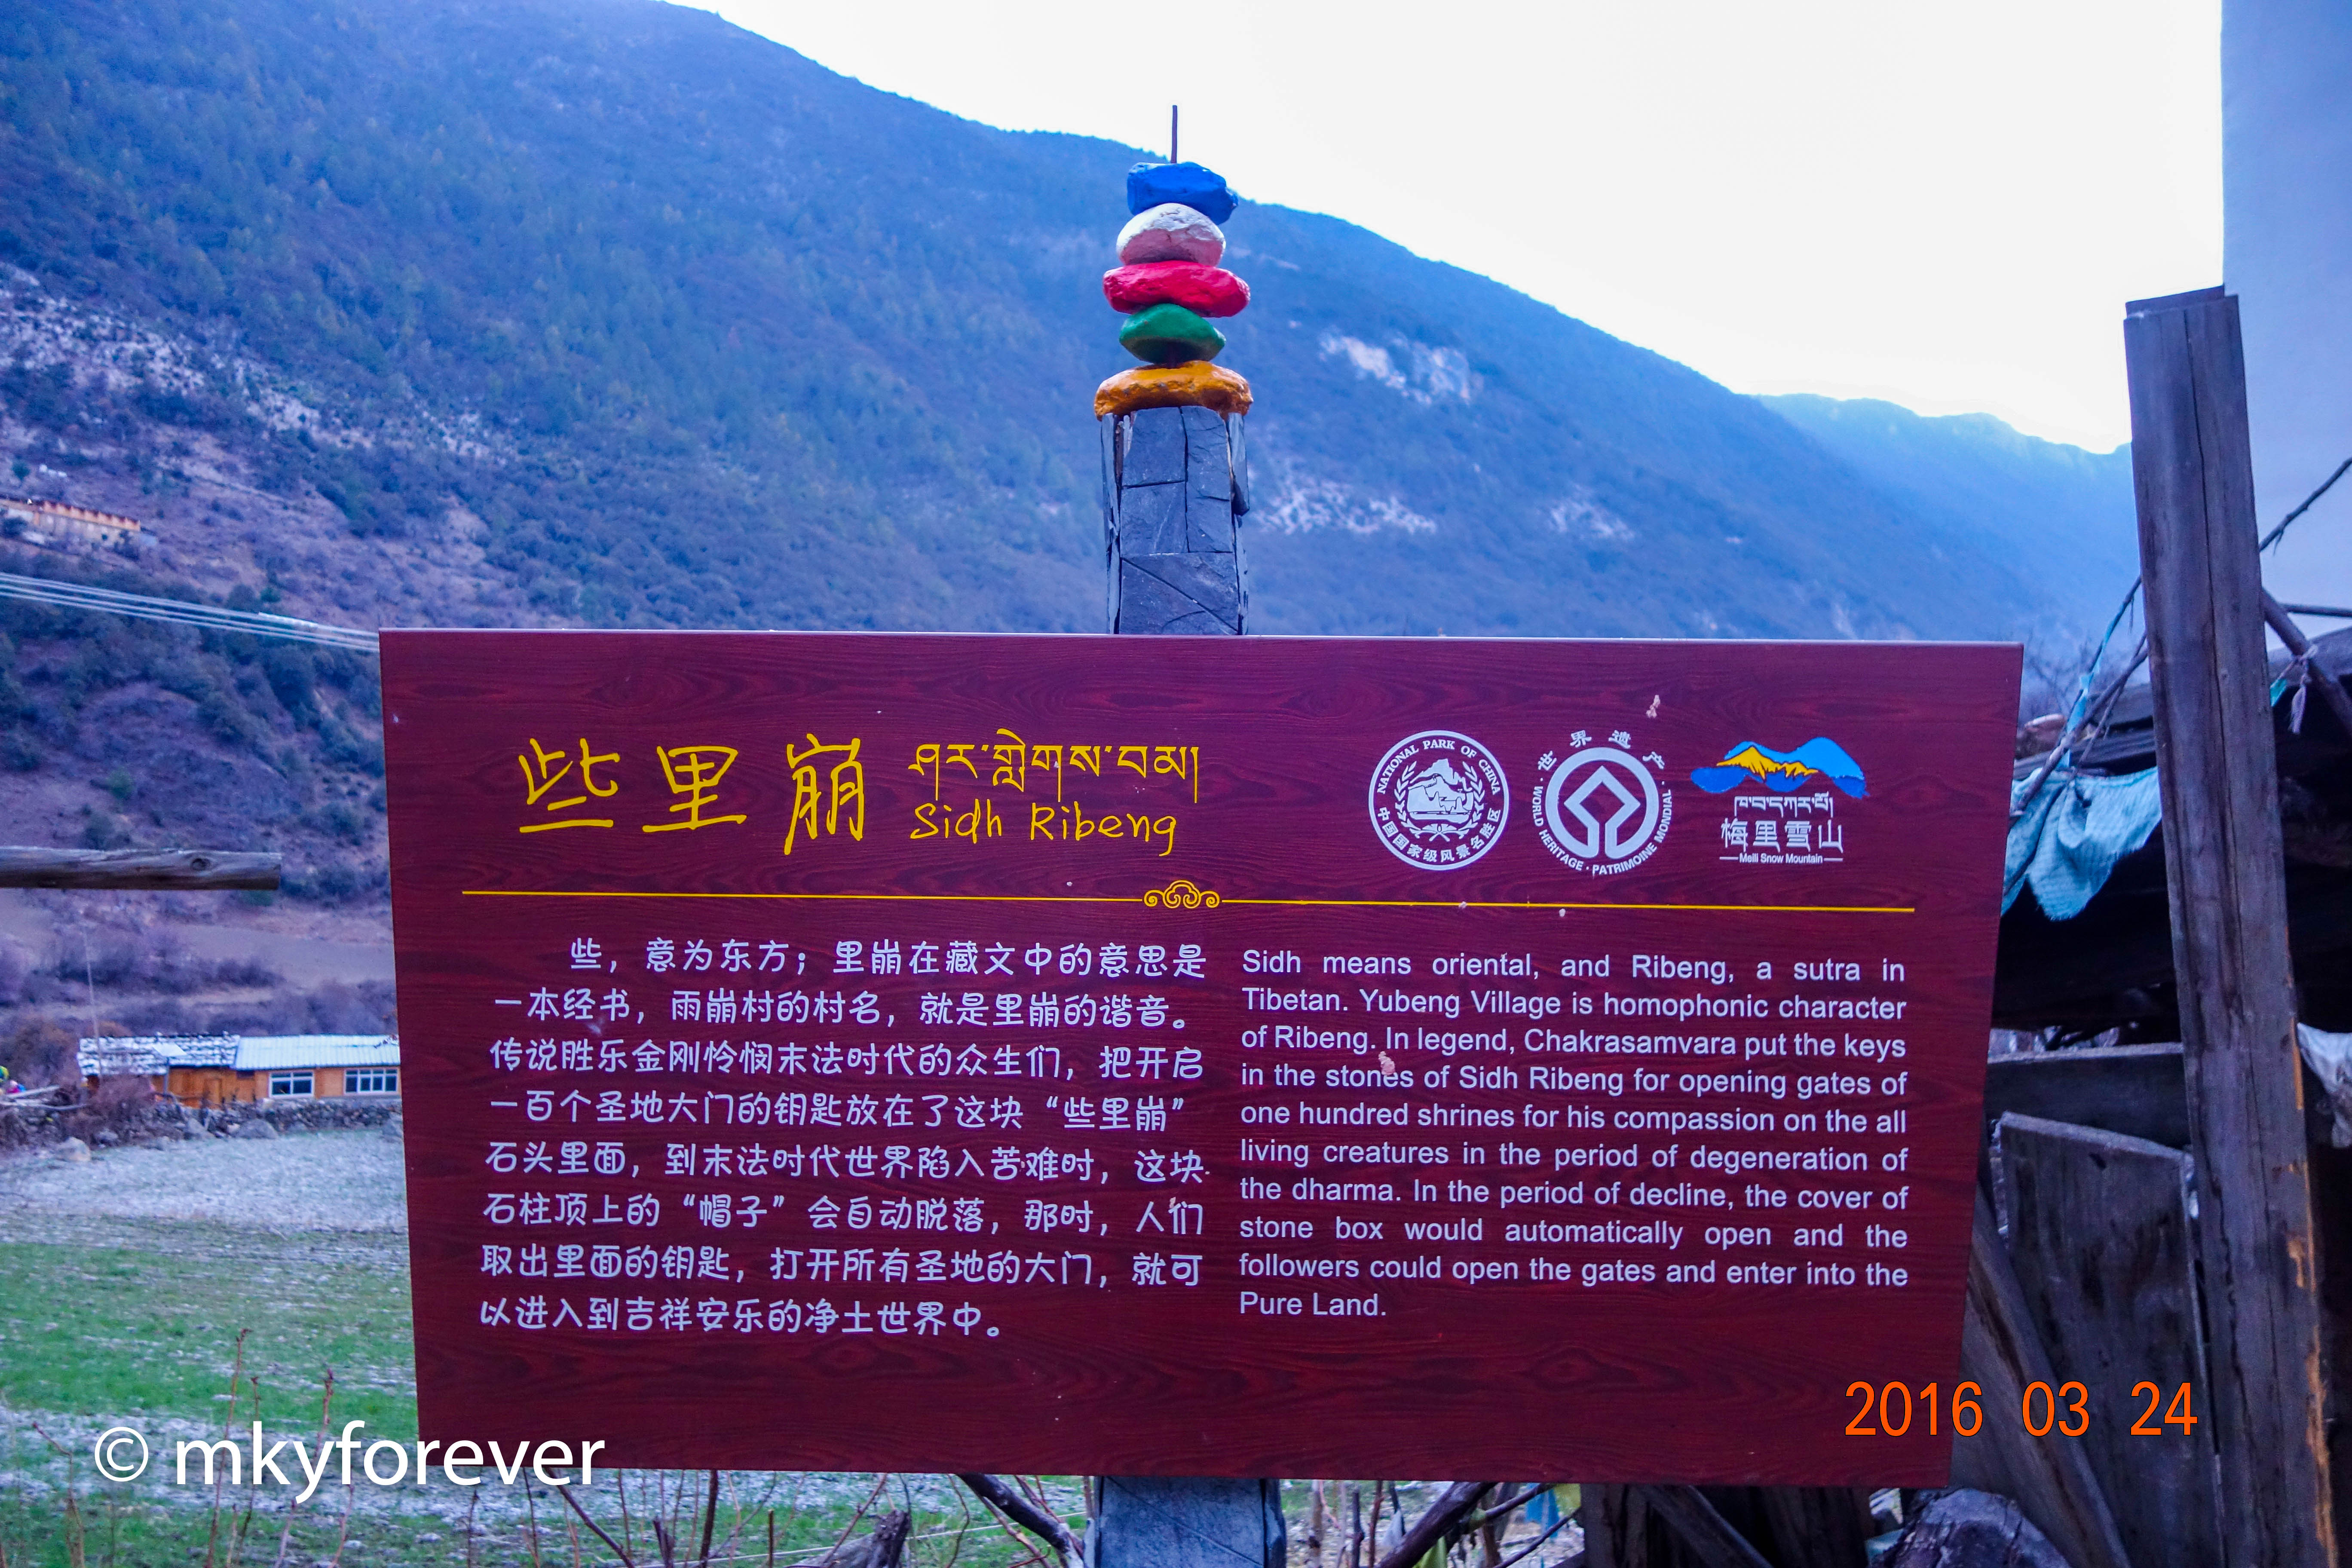 些里崩
ཤར་གླེགས་བམ།
Sidh Ribeng
NATIONAL PARK OF CHINA
中国国家级风景名胜区
世界遗产
WORLD HERITAGE · PATRIMOINE MONDIAL
ཁ་བ་དཀར་པོ།
梅里雪山
Meili Snow Mountain
些，意为东方；里崩在藏文中的意思是
一本经书，雨崩村的村名，就是里崩的谐音。
传说胜乐金刚怜悯末法时代的众生们，把开启
一百个圣地大门的钥匙放在了这块“些里崩”
石头里面，到末法时代世界陷入苦难时，这块
石柱顶上的“帽子”会自动脱落，那时，人们
取出里面的钥匙，打开所有圣地的大门，就可
以进入到吉祥安乐的净土世界中。
Sidh means oriental, and Ribeng, a sutra in
Tibetan. Yubeng Village is homophonic character
of Ribeng. In legend, Chakrasamvara put the keys
in the stones of Sidh Ribeng for opening gates of
one hundred shrines for his compassion on the all
living creatures in the period of degeneration of
the dharma. In the period of decline, the cover of
stone box would automatically open and the
followers could open the gates and enter into the
Pure Land.
2016 03 24
© mkyforever